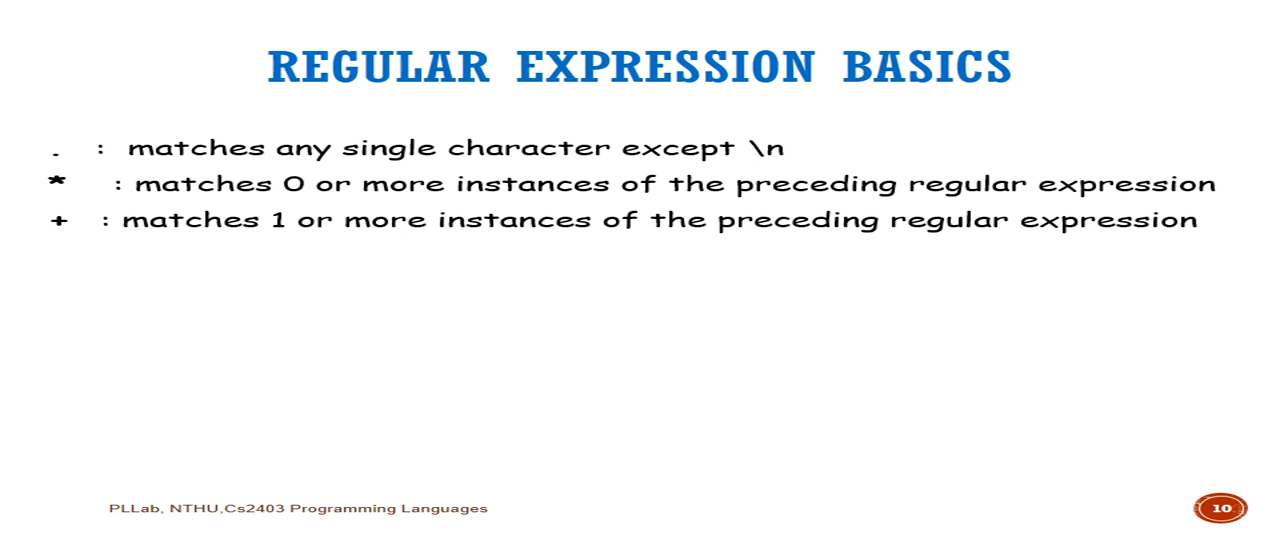 REGULAR EXPRESSION BASICS
. : matches any single character except \n
* : matches 0 or more instances of the preceding regular expression
+ : matches 1 or more instances of the preceding regular expression
PLLab, NTHU,Cs2403 Programming Languages
10